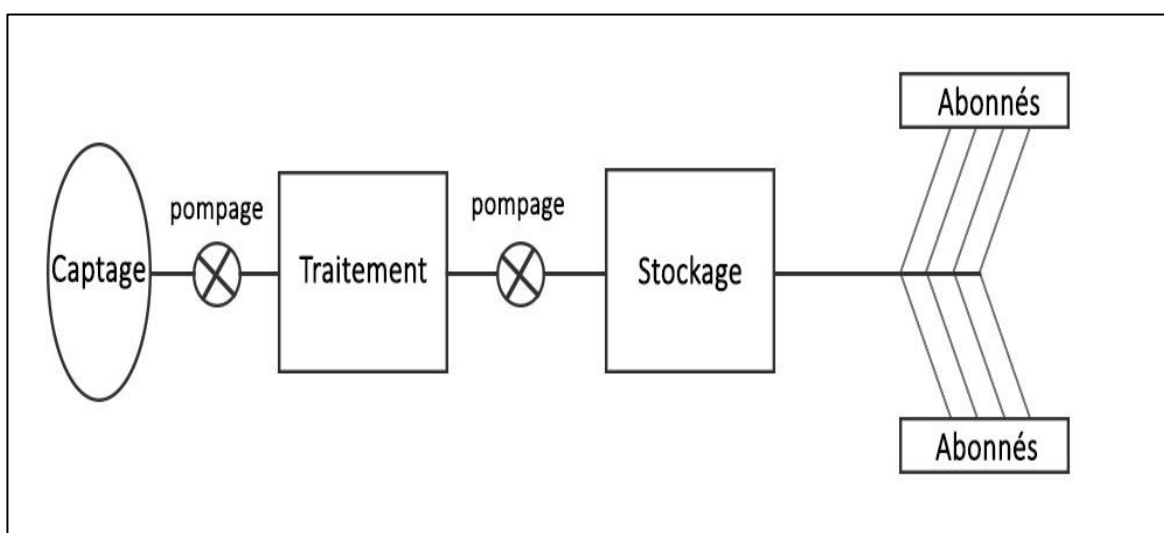 Abonnés
pompage
pompage
Captage
Traitement
Stockage
Abonnés